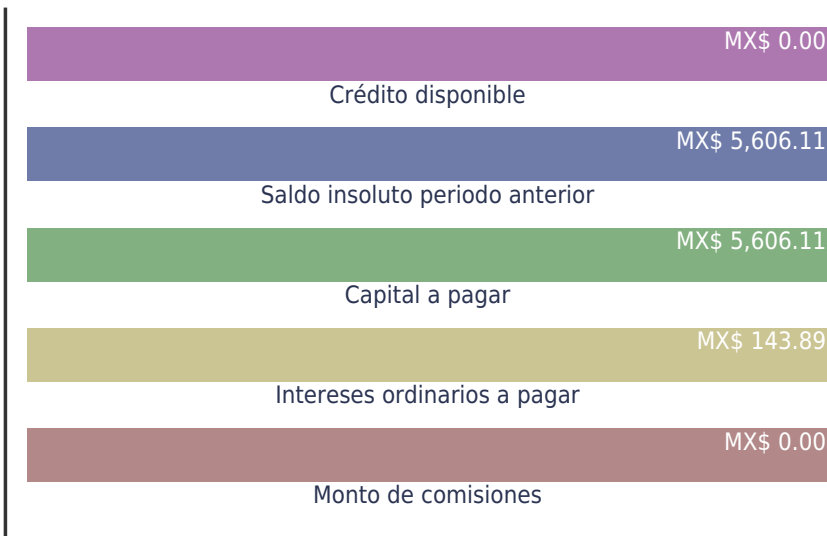 MX$ 0.00
Crédito disponible
MX$ 5,606.11
Saldo insoluto periodo anterior
MX$ 5,606.11
Capital a pagar
MX$ 143.89
Intereses ordinarios a pagar
MX$ 0.00
Monto de comisiones